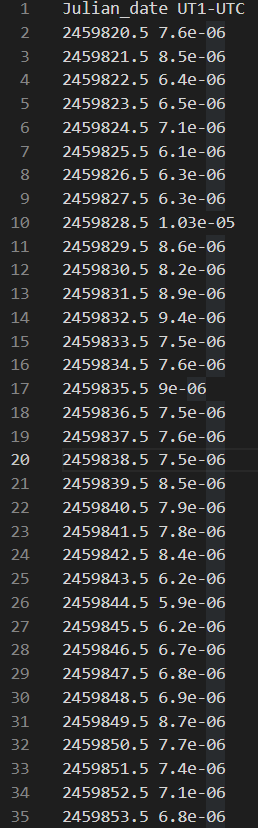 1 Julian_date UT1-UTC
2 2459820.5 7.6e-06
3 2459821.5 8.5e-06
4 2459822.5 6.4e-06
5 2459823.5 6.5e-06
6 2459824.5 7.1e-06
7 2459825.5 6.1e-06
8 2459826.5 6.3e-06
9 2459827.5 6.3e-06
10 2459828.5 1.03e-05
11 2459829.5 8.6e-06
12 2459830.5 8.2e-06
13 2459831.5 8.9e-06
14 2459832.5 9.4e-06
15 2459833.5 7.5e-06
16 2459834.5 7.6e-06
17 2459835.5 9e-06
18 2459836.5 7.5e-06
19 2459837.5 7.6e-06
20 2459838.5 7.5e-06
21 2459839.5 8.5e-06
22 2459840.5 7.9e-06
23 2459841.5 7.8e-06
24 2459842.5 8.4e-06
25 2459843.5 6.2e-06
26 2459844.5 5.9e-06
27 2459845.5 6.2e-06
28 2459846.5 6.7e-06
29 2459847.5 6.8e-06
30 2459848.5 6.9e-06
31 2459849.5 8.7e-06
32 2459850.5 7.7e-06
33 2459851.5 7.4e-06
34 2459852.5 7.1e-06
35 2459853.5 6.8e-06